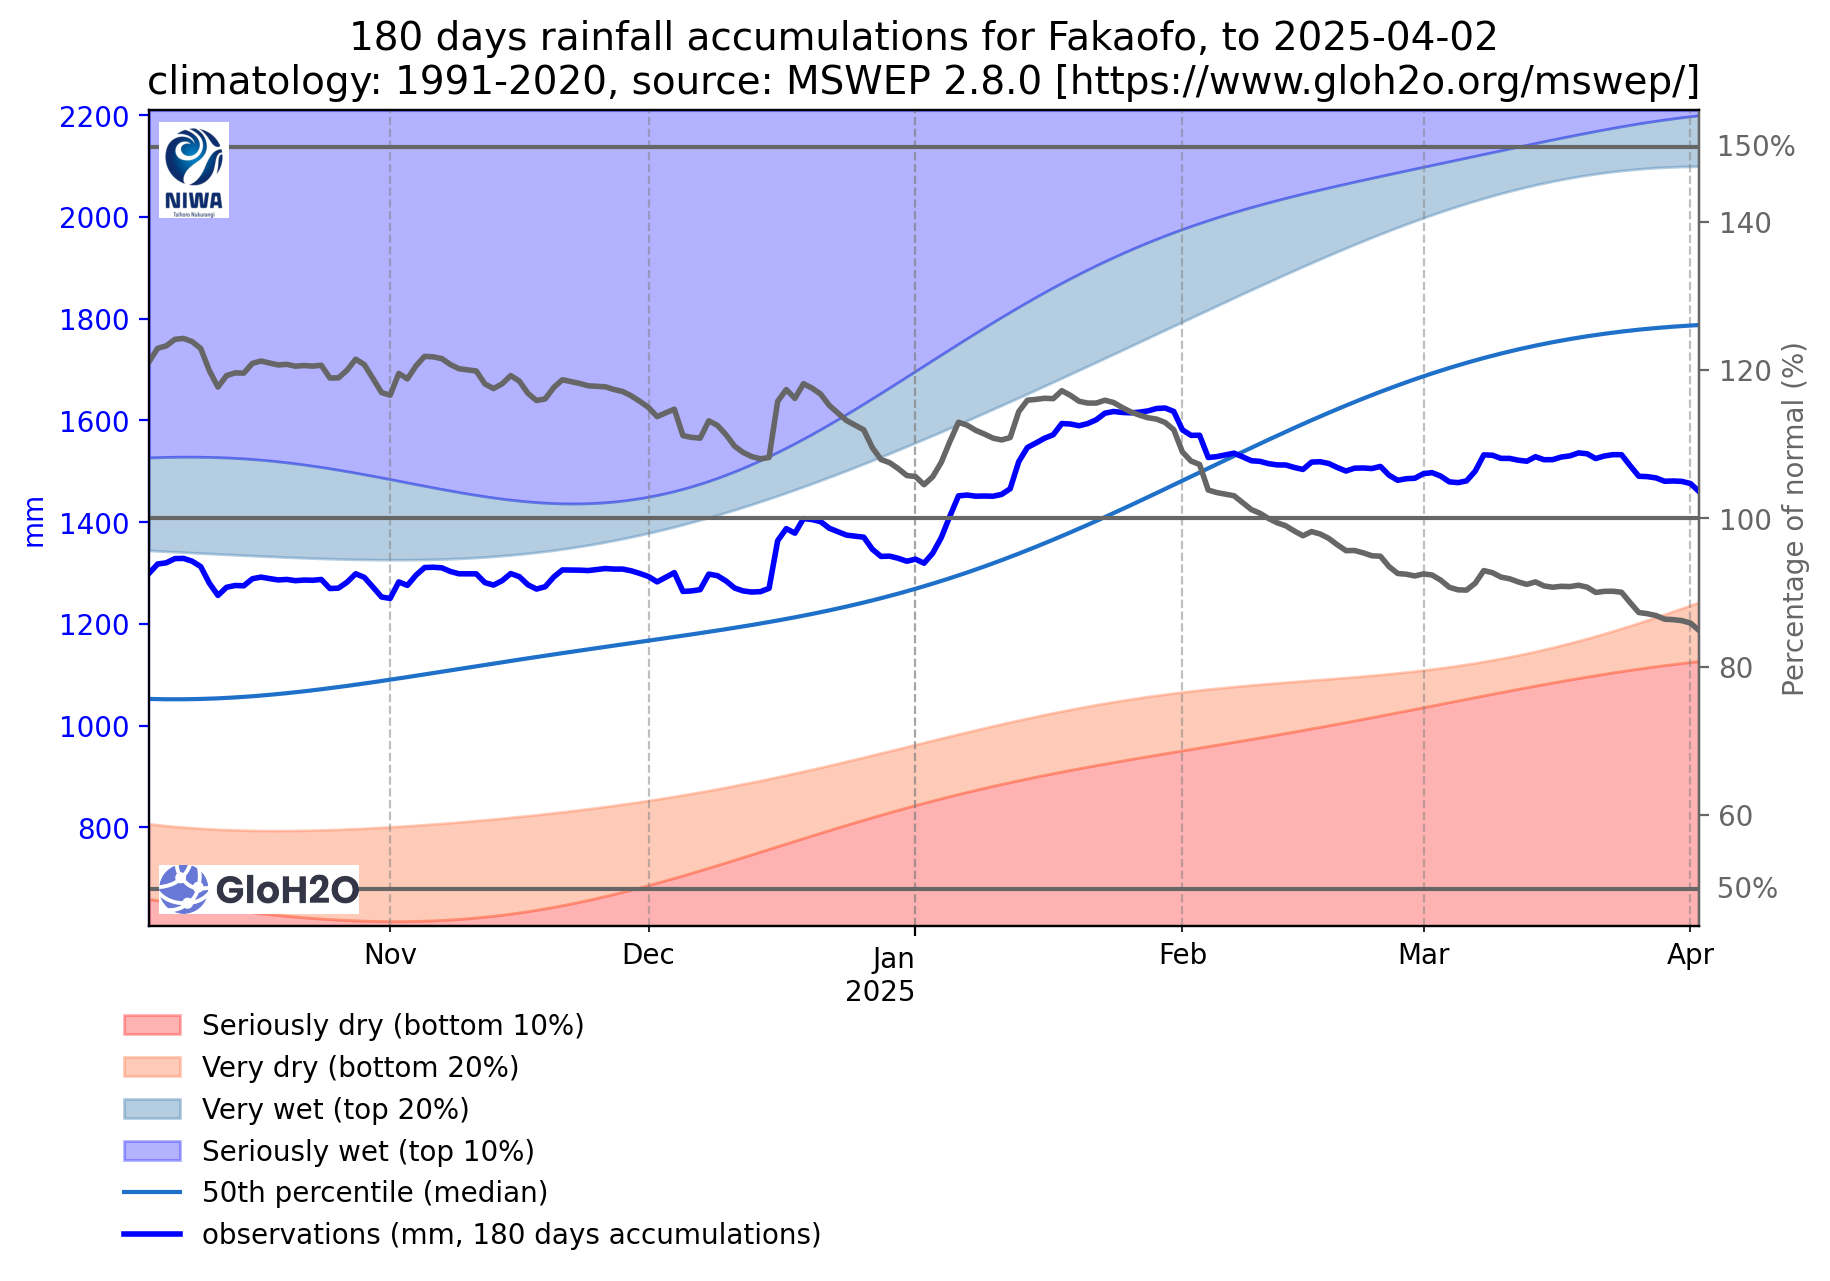 180 days rainfall accumulations for Fakaofo, to 2025-04-02
climatology: 1991-2020, source: MSWEP 2.8.0 [https://www.gloh2o.org/mswep/]
2200
2000
1800
1600
1400
1200
1000
800
mm
NIWA
Taihoro Nukurangi
GloH2O
150%
140
120
100
80
60
50%
Percentage of normal (%)
Nov
Dec
Jan
2025
Feb
Mar
Apr
Seriously dry (bottom 10%)
Very dry (bottom 20%)
Very wet (top 20%)
Seriously wet (top 10%)
50th percentile (median)
observations (mm, 180 days accumulations)